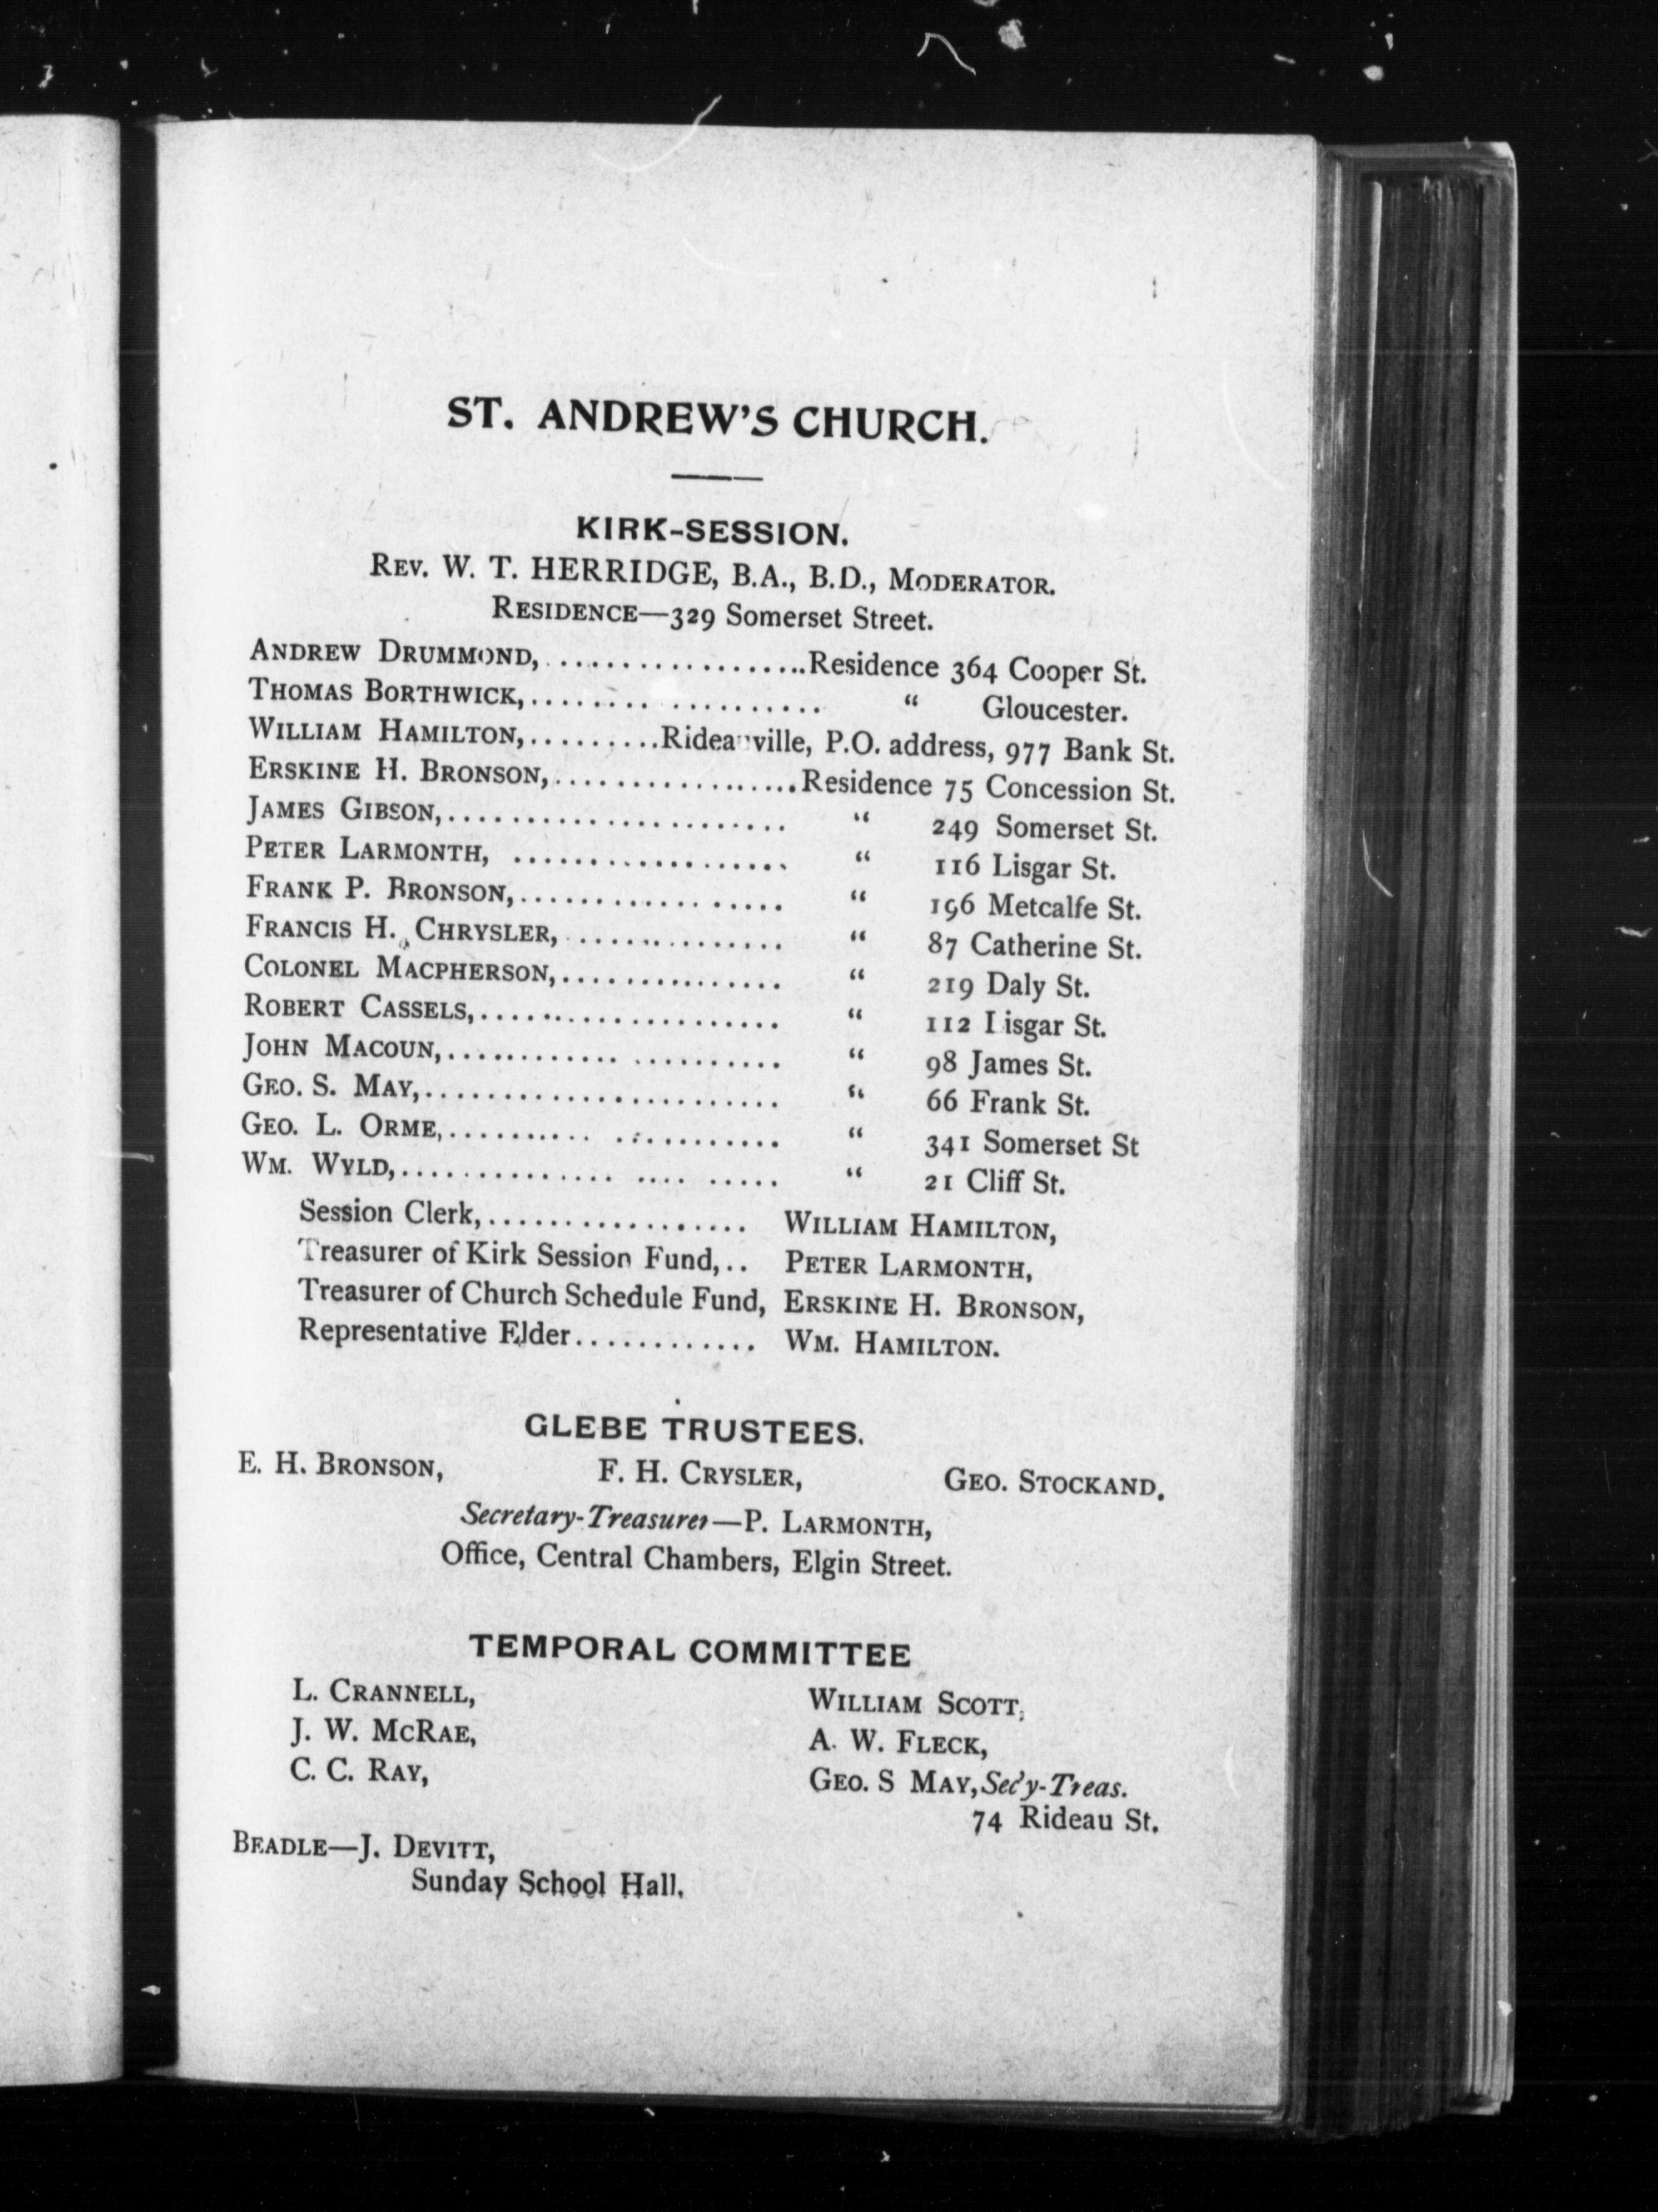 ST. ANDREW'S CHURCH.
KIRK-SESSION.
REV. W. T. HERRIDGE, B.A., B.D., MODERATOR.
RESIDENCE—329 Somerset Street.
ANDREW DRUMMOND, ..................Residence 364 Cooper St.
THOMAS BORTHWICK,................... " Gloucester.
WILLIAM HAMILTON,.........Rideauville, P.O. address, 977 Bank St.
ERSKINE H. BRONSON,................Residence 75 Concession St.
JAMES GIBSON,...................... " 249 Somerset St.
PETER LARMONTH, .................. " 116 Lisgar St.
FRANK P. BRONSON,................. " 196 Metcalfe St.
FRANCIS H. CHRYSLER, .............. " 87 Catherine St.
COLONEL MACPHERSON,............... " 219 Daly St.
ROBERT CASSELS,.................... " 112 Lisgar St.
JOHN MACOUN,...................... " 98 James St.
GEO. S. MAY,....................... " 66 Frank St.
GEO. L. ORME,..................... " 341 Somerset St
WM. WYLD,........................ " 21 Cliff St.
Session Clerk,................. WILLIAM HAMILTON,
Treasurer of Kirk Session Fund,.. PETER LARMONTH,
Treasurer of Church Schedule Fund, ERSKINE H. BRONSON,
Representative Elder............ WM. HAMILTON.
GLEBE TRUSTEES.
E. H. BRONSON, F. H. CRYSLER, GEO. STOCKAND.
Secretary-Treasurer—P. LARMONTH,
Office, Central Chambers, Elgin Street.
TEMPORAL COMMITTEE
L. CRANNELL, WILLIAM SCOTT,
J. W. MCRAE, A. W. FLECK,
C. C. RAY, GEO. S MAY, Sec'y-Treas.
74 Rideau St.
BEADLE—J. DEVITT,
Sunday School Hall.